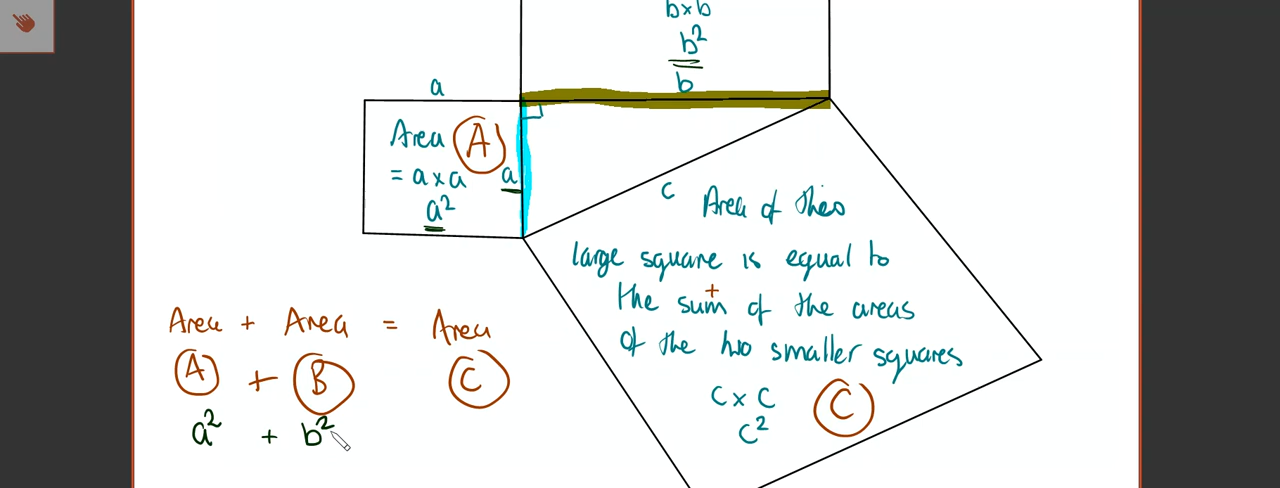 b×b
b²
b
a
Area A
= a×a
a
a²
c
Area of this
large square is equal to
+
the sum of the areas
of the two smaller squares
C×C
C²
C
Area + Area = Area
A + B C
a² + b²